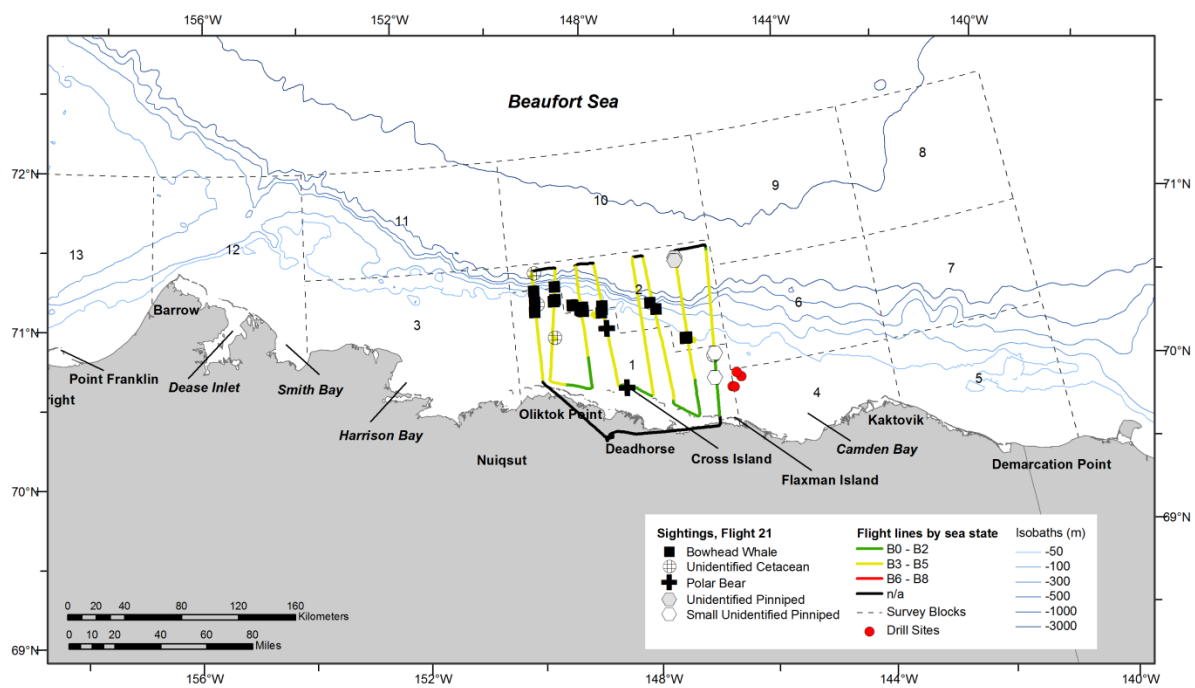 156°W 152°W 148°W 144°W 140°W
Beaufort Sea
8
9
72°N 71°N
10
11
12
13
7
2
6
Barrow
3
71°N 70°N
Point Franklin
1
right
Dease Inlet
Smith Bay
5
4
Oliktok Point
Kaktovik
Harrison Bay
Deadhorse
Camden Bay
Nuiqsut
Cross Island
Demarcation Point
Flaxman Island
70°N 69°N
Sightings, Flight 21
Bowhead Whale
Unidentified Cetacean
Polar Bear
Unidentified Pinniped
Small Unidentified Pinniped
Flight lines by sea state
B0 - B2
B3 - B5
B6 - B8
n/a
Survey Blocks
Drill Sites
Isobaths (m)
-50
-100
-300
-500
-1000
-3000
0 20 40 80 120 160
Kilometers
0 10 20 40 60 80
Miles
69°N
156°W 152°W 148°W 144°W 140°W